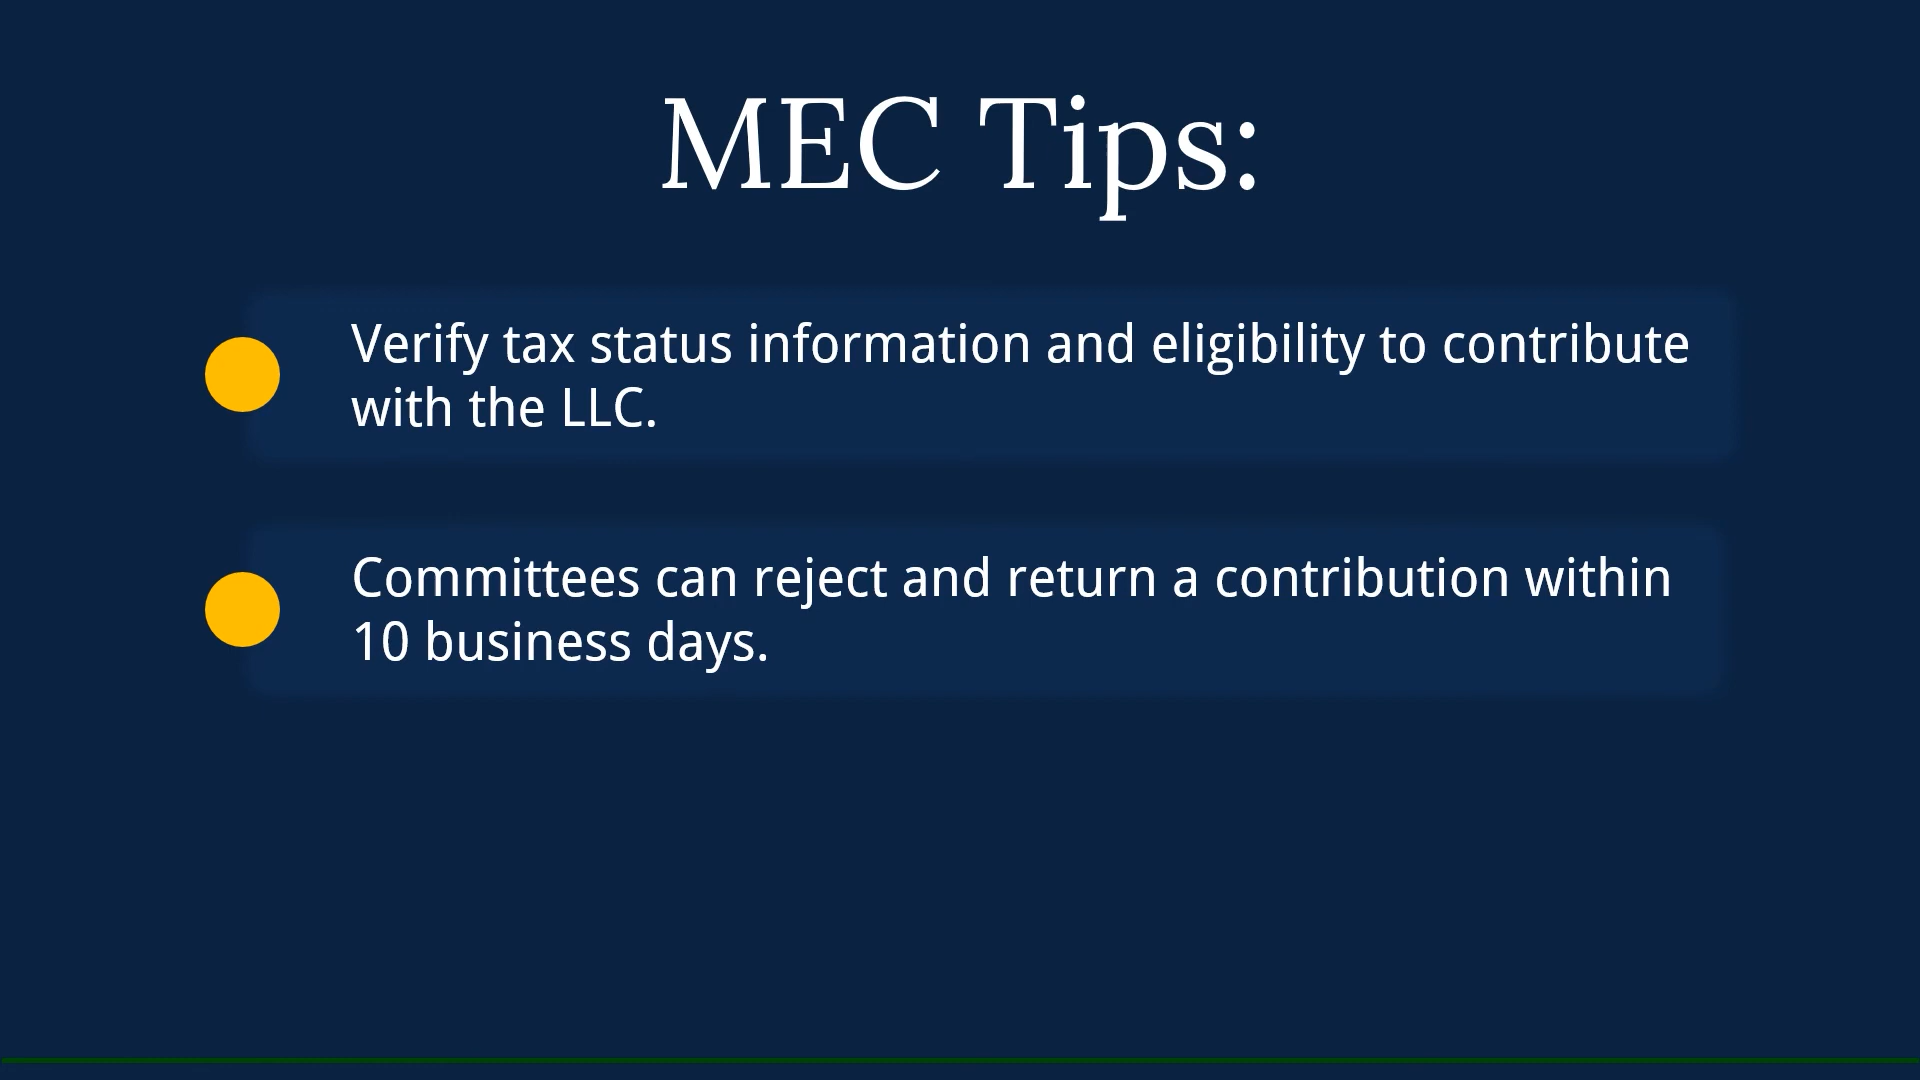 MEC Tips:
Verify tax status information and eligibility to contribute
with the LLC.
Committees can reject and return a contribution within
10 business days.